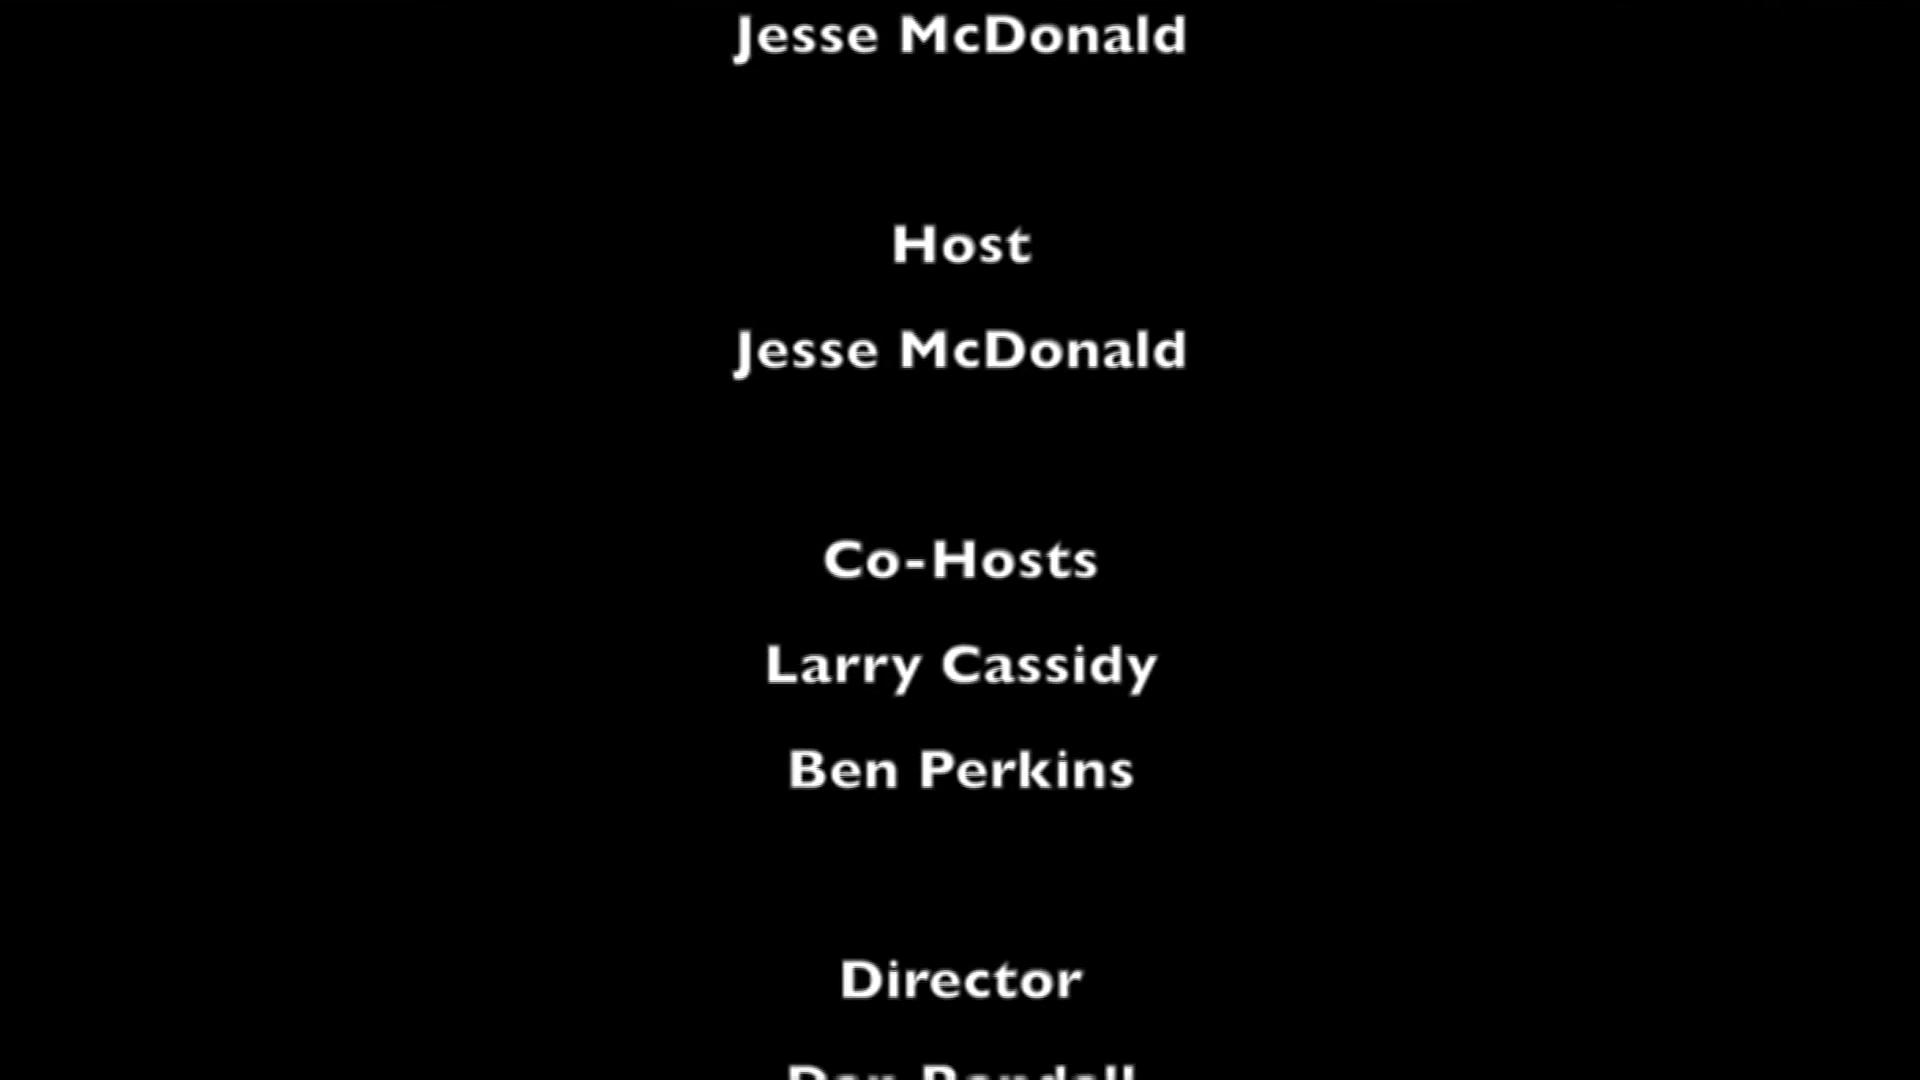 Jesse McDonald
Host
Jesse McDonald
Co-Hosts
Larry Cassidy
Ben Perkins
Director